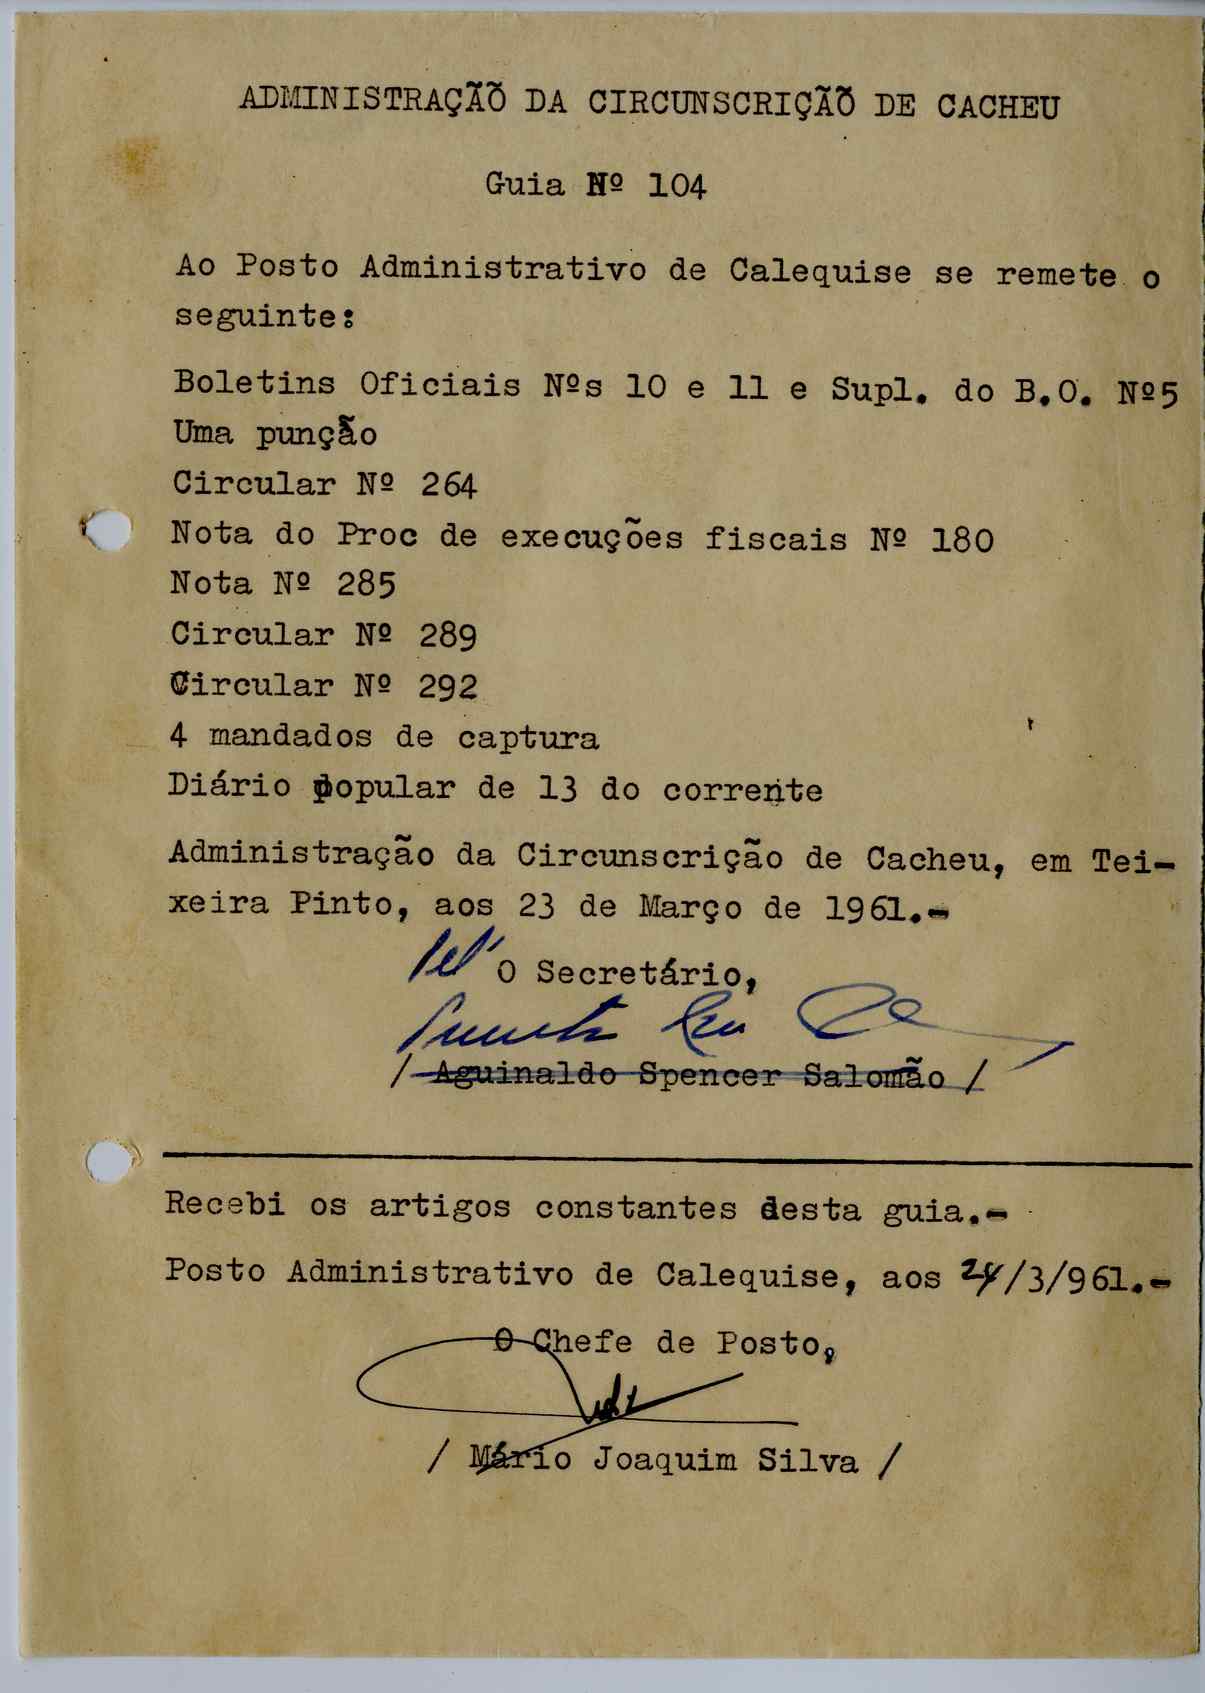 ADMINISTRAÇÃÕ DA CIRCUNSCRIÇÃÕ DE CACHEU
Guia Nº 104
Ao Posto Administrativo de Calequise se remete o
seguinte:
Boletins Oficiais Nºs 10 e 11 e Supl. do B.O. Nº5
Uma punção
Circular Nº 264
Nota do Proc de execuções fiscais Nº 180
Nota Nº 285
Circular Nº 289
Circular Nº 292
4 mandados de captura
Diário popular de 13 do corrente
Administração da Circunscrição de Cacheu, em Tei-
xeira Pinto, aos 23 de Março de 1961.-
O Secretário,
/ Aguinaldo Spencer Salomão /
Recebi os artigos constantes desta guia.-
Posto Administrativo de Calequise, aos 24/3/961.-
O Chefe de Posto,
/ Mário Joaquim Silva /